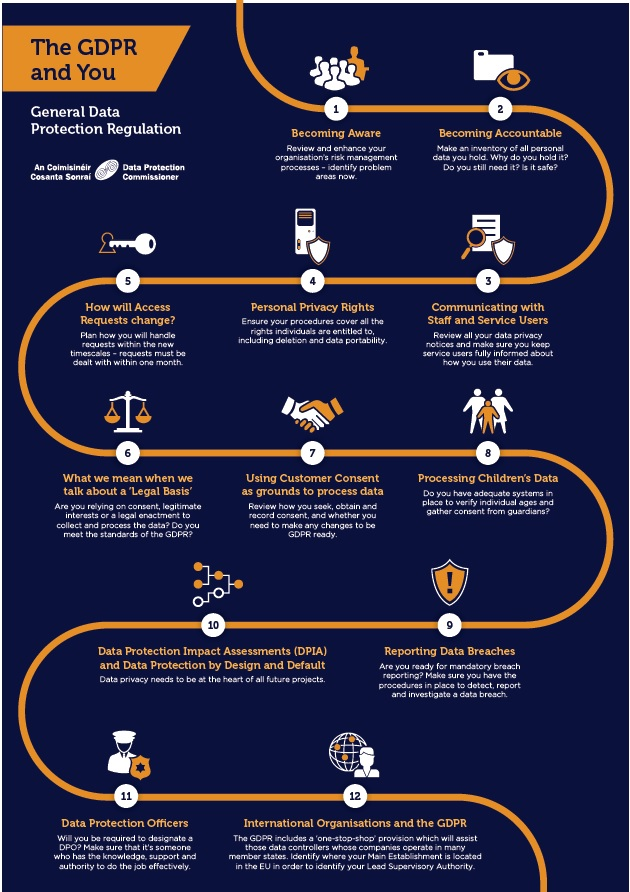 The GDPR
and You
General Data
Protection Regulation
An Coimisinéir
Cosanta Sonraí
Data Protection
Commissioner
1
Becoming Aware
Review and enhance your
organisation's risk management
processes – identify problem
areas now.
2
Becoming Accountable
Make an inventory of all personal
data you hold. Why do you hold it?
Do you still need it? Is it safe?
3
Communicating with
Staff and Service Users
Review all your data privacy
notices and make sure you keep
service users fully informed about
how you use their data.
4
Personal Privacy Rights
Ensure your procedures cover all the
rights individuals are entitled to,
including deletion and data portability.
5
How will Access
Requests change?
Plan how you will handle
requests within the new
timescales – requests must be
dealt with within one month.
6
What we mean when we
talk about a 'Legal Basis'
Are you relying on consent, legitimate
interests or a legal enactment to
collect and process the data? Do you
meet the standards of the GDPR?
7
Using Customer Consent
as grounds to process data
Review how you seek, obtain and
record consent, and whether you
need to make any changes to be
GDPR ready.
8
Processing Children's Data
Do you have adequate systems in
place to verify individual ages and
gather consent from guardians?
9
Reporting Data Breaches
Are you ready for mandatory breach
reporting? Make sure you have the
procedures in place to detect, report
and investigate a data breach.
10
Data Protection Impact Assessments (DPIA)
and Data Protection by Design and Default
Data privacy needs to be at the heart of all future projects.
11
Data Protection Officers
Will you be required to designate a
DPO? Make sure that it's someone
who has the knowledge, support and
authority to do the job effectively.
12
International Organisations and the GDPR
The GDPR includes a 'one-stop-shop' provision which will assist
those data controllers whose companies operate in many
member states. Identify where your Main Establishment is located
in the EU in order to identify your Lead Supervisory Authority.